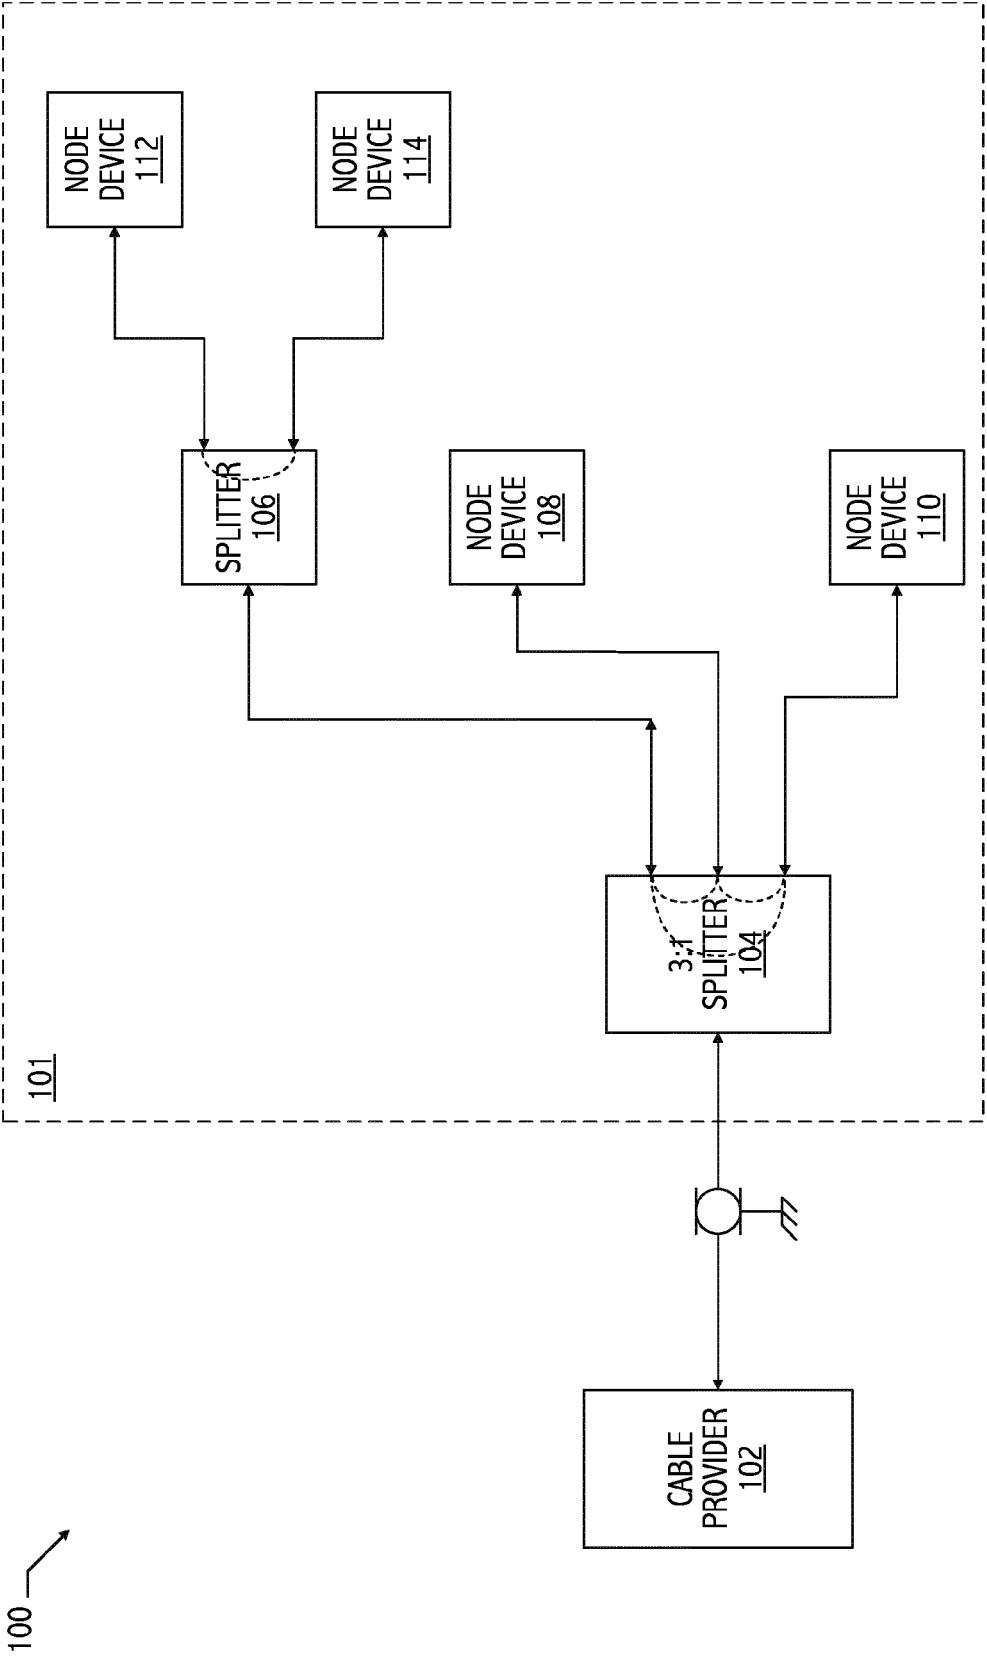 100
101
CABLE
PROVIDER
102
3:1
SPLITTER
104
SPLITTER
106
NODE
DEVICE
108
NODE
DEVICE
110
NODE
DEVICE
112
NODE
DEVICE
114